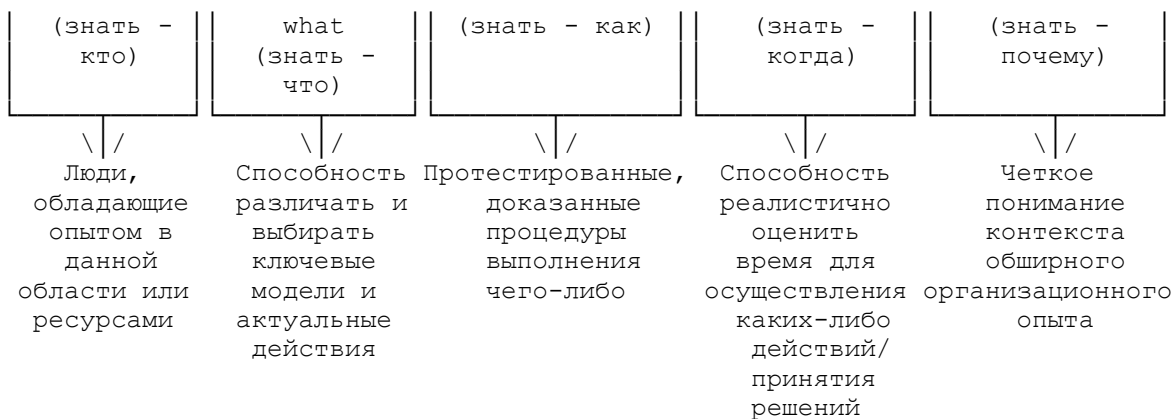 (знать -
кто)
what
(знать -
что)
(знать - как)
(знать -
когда)
(знать -
почему)
Люди,
обладающие
опытом в
данной
области или
ресурсами
Способность
различать и
выбирать
ключевые
модели и
актуальные
действия
Протестированные,
доказанные
процедуры
выполнения
чего-либо
Способность
реалистично
оценить
время для
осуществления
каких-либо
действий/
принятия
решений
Четкое
понимание
контекста
обширного
организационного
опыта